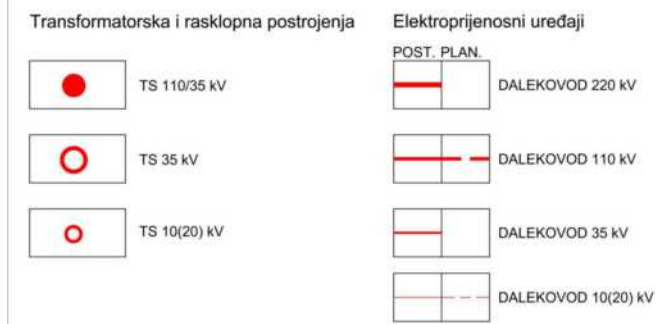 Transformatorska i rasklopna postrojenja
TS 110/35 kV
TS 35 kV
TS 10(20) kV
Elektroprijenosni uređaji
POST. PLAN.
DALEKOVOD 220 kV
DALEKOVOD 110 kV
DALEKOVOD 35 kV
DALEKOVOD 10(20) kV